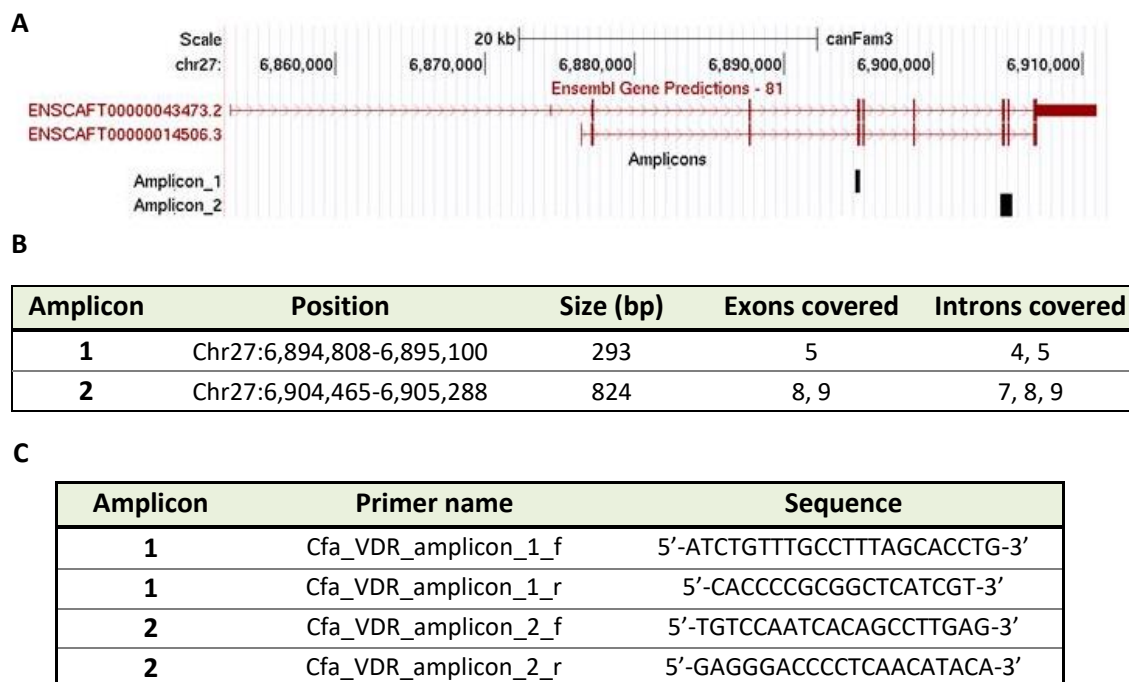 A
Scale 20 kb canFam3
chr27: 6,860,000 6,870,000 6,880,000 6,890,000 6,900,000 6,910,000
Ensembl Gene Predictions - 81
ENSCAFT00000043473.2
ENSCAFT00000014506.3
Amplicons
Amplicon_1
Amplicon_2
B
Amplicon Position Size (bp) Exons covered Introns covered
1 Chr27:6,894,808-6,895,100 293 5 4, 5
2 Chr27:6,904,465-6,905,288 824 8, 9 7, 8, 9
C
Amplicon Primer name Sequence
1 Cfa_VDR_amplicon_1_f 5’-ATCTGTTTGCCTTTAGCACCTG-3’
1 Cfa_VDR_amplicon_1_r 5’-CACCCCGCGGCTCATCGT-3’
2 Cfa_VDR_amplicon_2_f 5’-TGTCCAATCACAGCCTTGAG-3’
2 Cfa_VDR_amplicon_2_r 5’-GAGGGACCCCTCAACATACA-3’